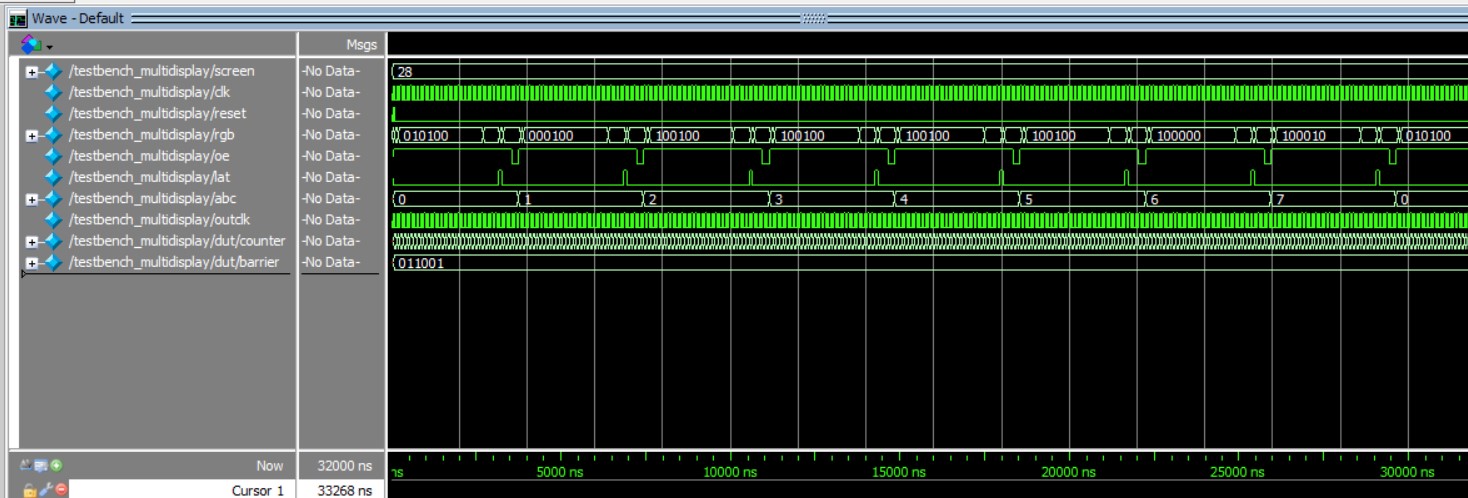 Wave - Default
Msgs
/testbench_multidisplay/screen -No Data- 28
/testbench_multidisplay/clk -No Data-
/testbench_multidisplay/reset -No Data-
/testbench_multidisplay/rgb -No Data- 010100 000100 100100 100100 100100 100100 100000 100010 010100
/testbench_multidisplay/oe -No Data-
/testbench_multidisplay/lat -No Data-
/testbench_multidisplay/abc -No Data- 0 1 2 3 4 5 6 7 0
/testbench_multidisplay/outclk -No Data-
/testbench_multidisplay/dut/counter -No Data-
/testbench_multidisplay/dut/barrier -No Data- 011001
Now 32000 ns ns 5000 ns 10000 ns 15000 ns 20000 ns 25000 ns 30000 ns
Cursor 1 33268 ns